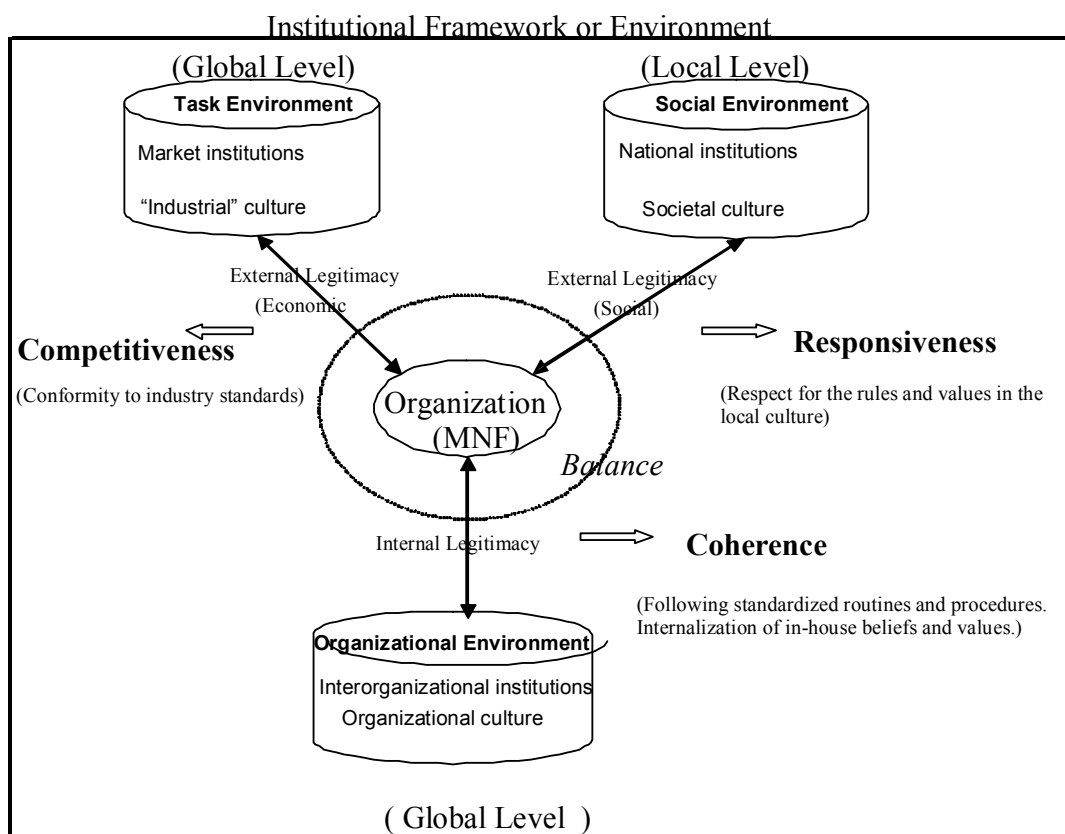 Institutional Framework or Environment
(Global Level)
(Local Level)
Task Environment
Market institutions
“Industrial” culture
Social Environment
National institutions
Societal culture
External Legitimacy
(Economic
External Legitimacy
(Social)
Competitiveness
(Conformity to industry standards)
Responsiveness
(Respect for the rules and values in the
local culture)
Organization
(MNF)
Balance
Internal Legitimacy
Coherence
(Following standardized routines and procedures.
Internalization of in-house beliefs and values.)
Organizational Environment
Interorganizational institutions
Organizational culture
( Global Level )